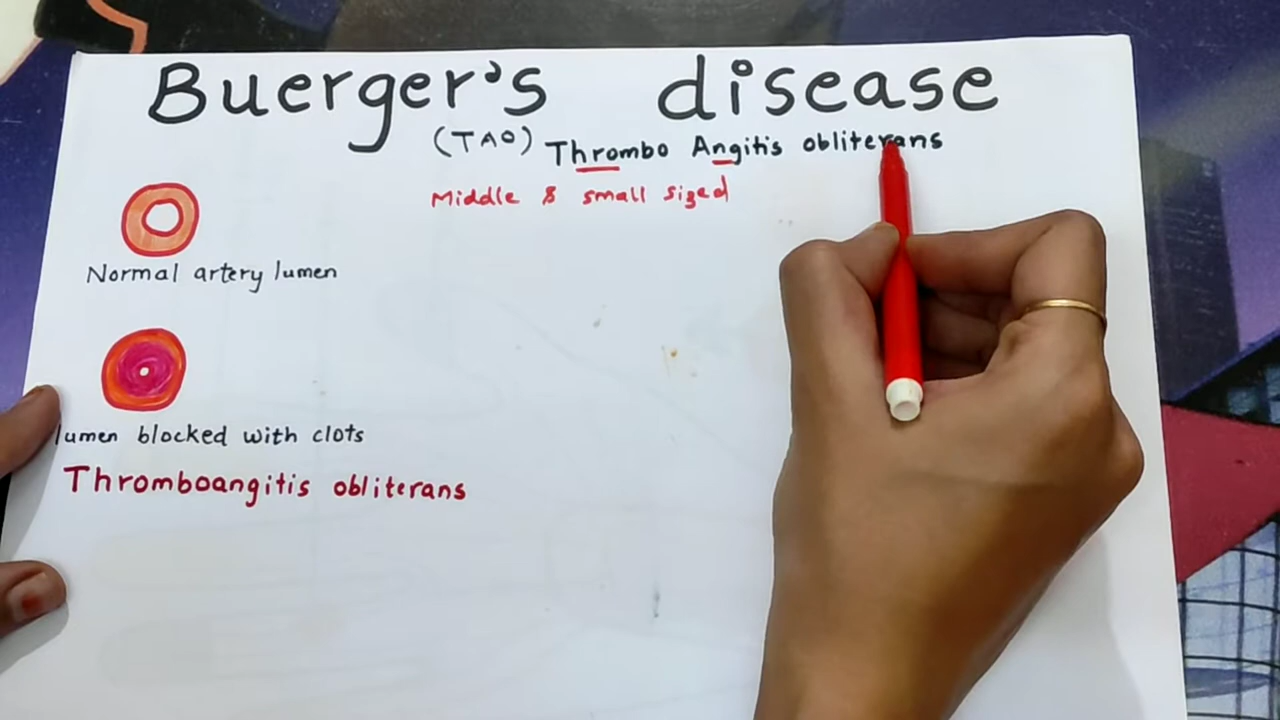 Buerger's disease
(TAO) Thrombo Angitis obliterans
Middle & small sized
Normal artery lumen
lumen blocked with clots
Thromboangitis obliterans